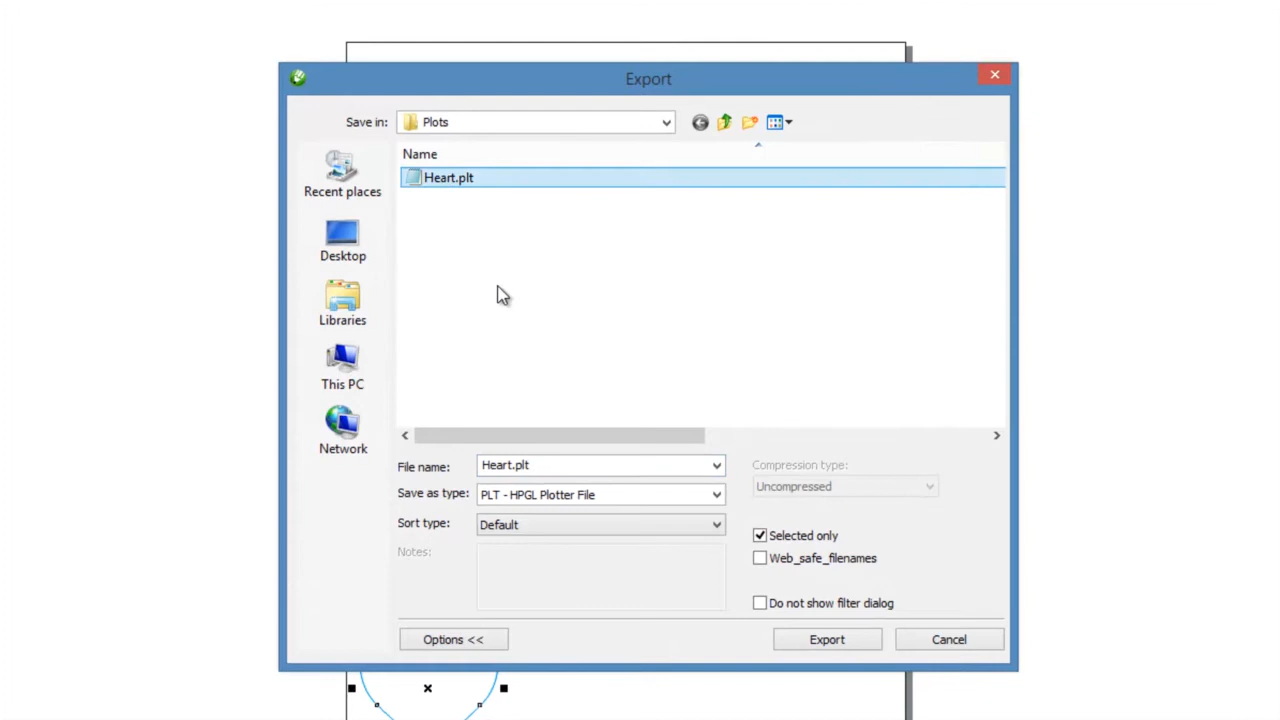 Export
Save in: Plots
Name
Heart.plt
Recent places
Desktop
Libraries
This PC
Network
File name: Heart.plt
Save as type: PLT - HPGL Plotter File
Sort type: Default
Notes:
Compression type:
Uncompressed
Selected only
Web_safe_filenames
Do not show filter dialog
Options <<
Export
Cancel